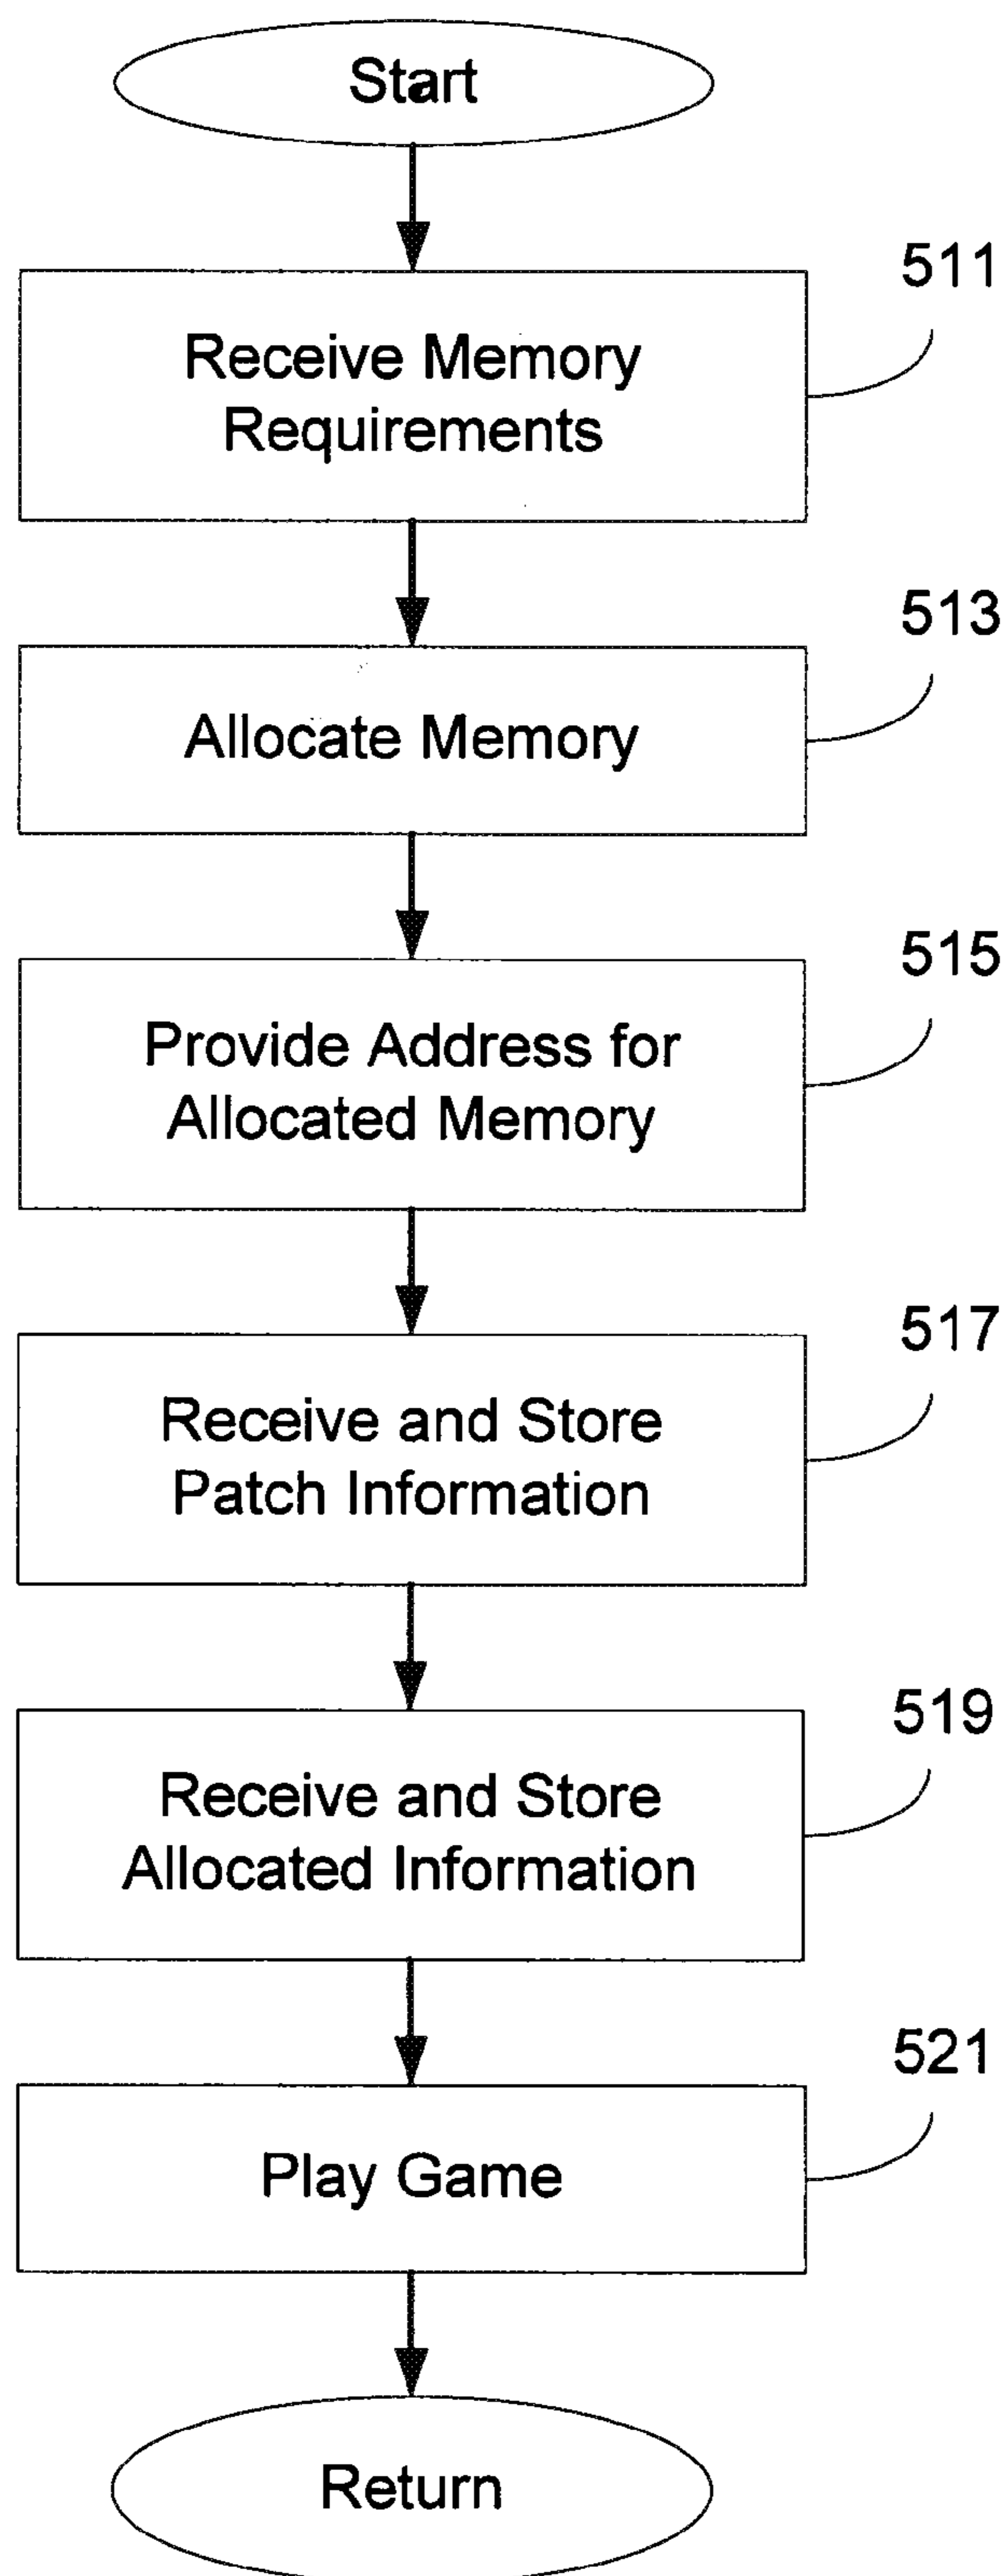 Start
511
Receive Memory
Requirements
513
Allocate Memory
515
Provide Address for
Allocated Memory
517
Receive and Store
Patch Information
519
Receive and Store
Allocated Information
521
Play Game
Return